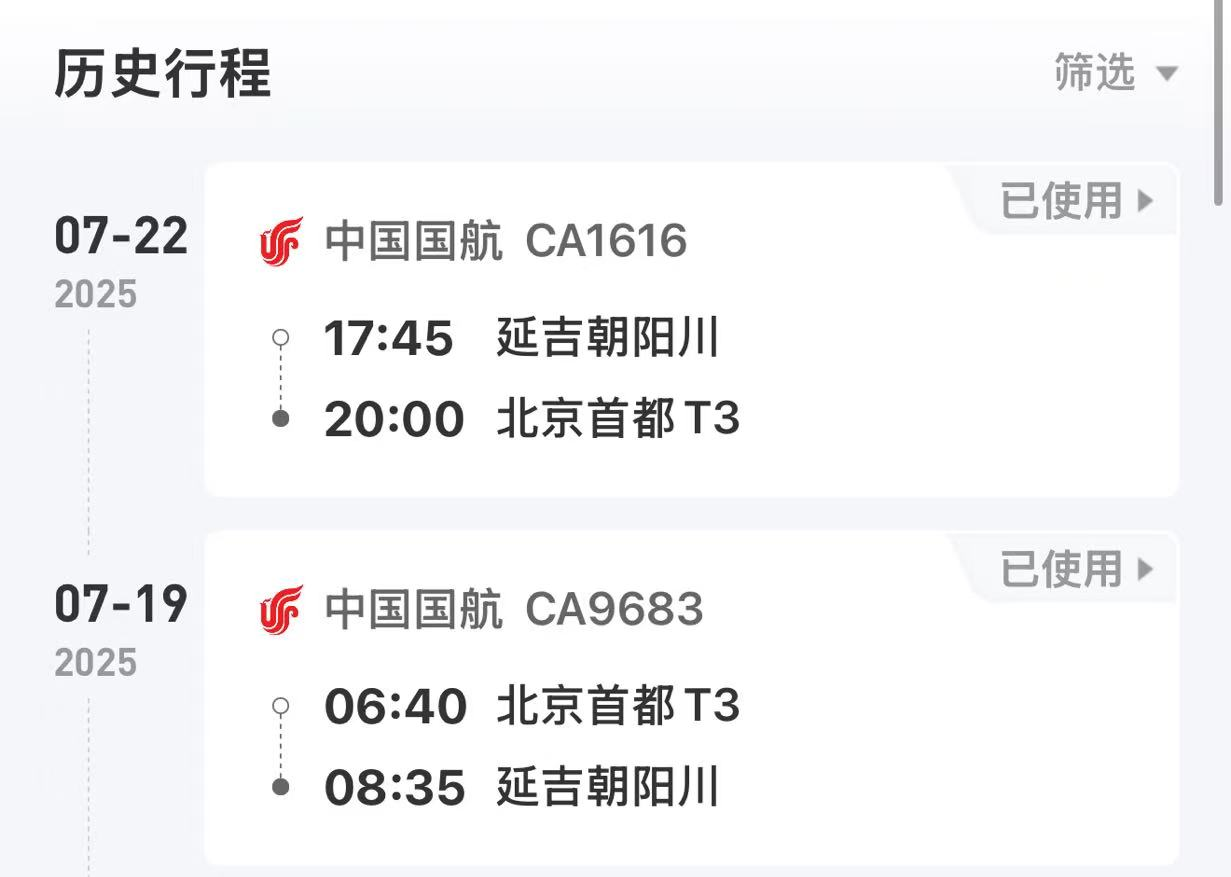 历史行程
筛选
已使用
07-22
2025
中国国航 CA1616
17:45 延吉朝阳川
20:00 北京首都 T3
已使用
07-19
2025
中国国航 CA9683
06:40 北京首都 T3
08:35 延吉朝阳川